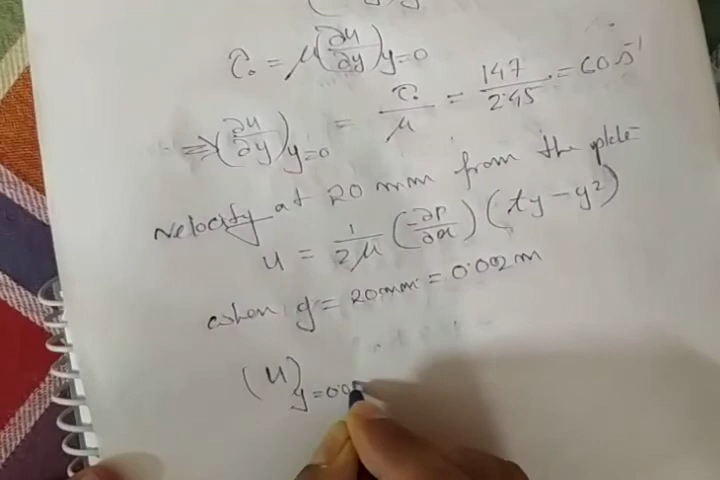 τ₀ = μ(∂u/∂y)y=0
=> (∂u/∂y)y=0 = τ₀/μ = 147/2.45 = 60 s⁻¹
Velocity at 20 mm from the plate
u = 1/2μ (-∂P/∂x) (ty - y²)
when y = 20mm = 0.002m
(u)y=0.0